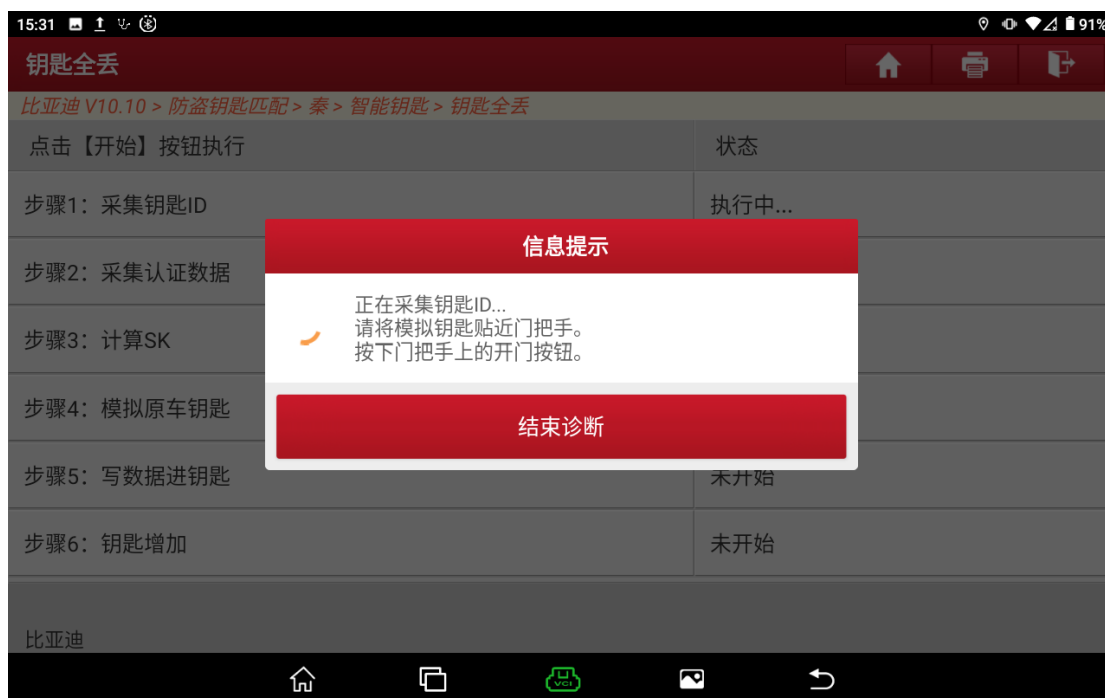 15:31
91%
钥匙全丢
比亚迪 V10.10 > 防盗钥匙匹配 > 秦 > 智能钥匙 > 钥匙全丢
点击【开始】按钮执行 状态
步骤1：采集钥匙ID 执行中...
信息提示
步骤2：采集认证数据
正在采集钥匙ID...
请将模拟钥匙贴近门把手。
按下门把手上的开门按钮。
步骤3：计算SK
步骤4：模拟原车钥匙
结束诊断
步骤5：写数据进钥匙 未开始
步骤6：钥匙增加 未开始
比亚迪
VCI